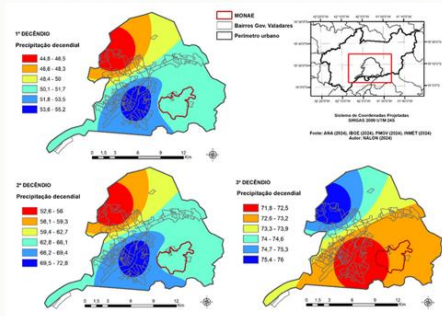 1º DECÊNDIO
Precipitação decendial
44,8 - 46,5
46,6 - 48,3
48,4 - 50
50,1 - 51,7
51,8 - 53,5
53,6 - 55,2
MONAE
Bairros Gov. Valadares
Perímetro urbano
Sistema de Coordenadas Projetadas
SIRGAS 2000 UTM 24S
Fonte: ANA (2024), IBGE (2024), PMGV (2024), INMET (2024)
Autor: NALON (2024)
2º DECÊNDIO
Precipitação decendial
52,6 - 56
56,1 - 59,3
59,4 - 62,7
62,8 - 66,1
66,2 - 69,4
69,5 - 72,8
3º DECÊNDIO
Precipitação decendial
71,8 - 72,5
72,6 - 73,2
73,3 - 73,9
74 - 74,6
74,7 - 75,3
75,4 - 76